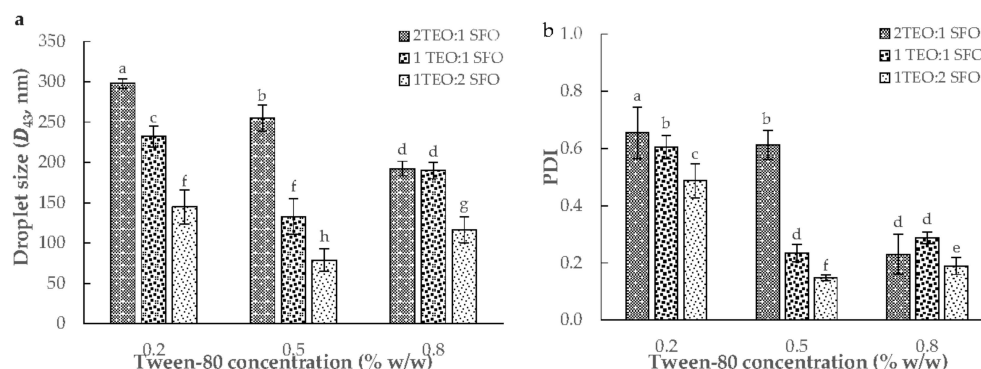 a
350
300
250
200
150
100
50
0
Droplet size (D43, nm)
2TEO:1 SFO
1 TEO:1 SFO
1TEO:2 SFO
a
c
f
b
f
h
d
d
g
0.2
0.5
0.8
Tween-80 concentration (% w/w)
b
1.0
0.8
0.6
0.4
0.2
0.0
PDI
2TEO:1 SFO
1 TEO:1 SFO
1TEO:2 SFO
a
b
c
b
d
f
d
d
e
0.2
0.5
0.8
Tween-80 concentration (% w/w)